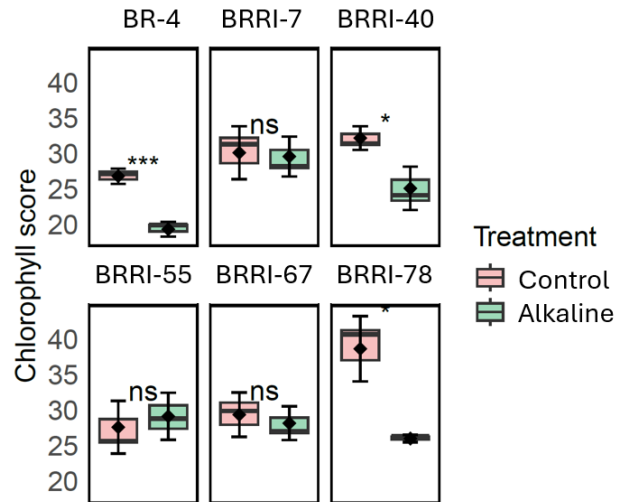 BR-4 BRRI-7 BRRI-40
40
35
30
25
20
***
ns
*
Chlorophyll score
BRRI-55 BRRI-67 BRRI-78
40
35
30
25
20
ns
ns
*
Treatment
Control
Alkaline